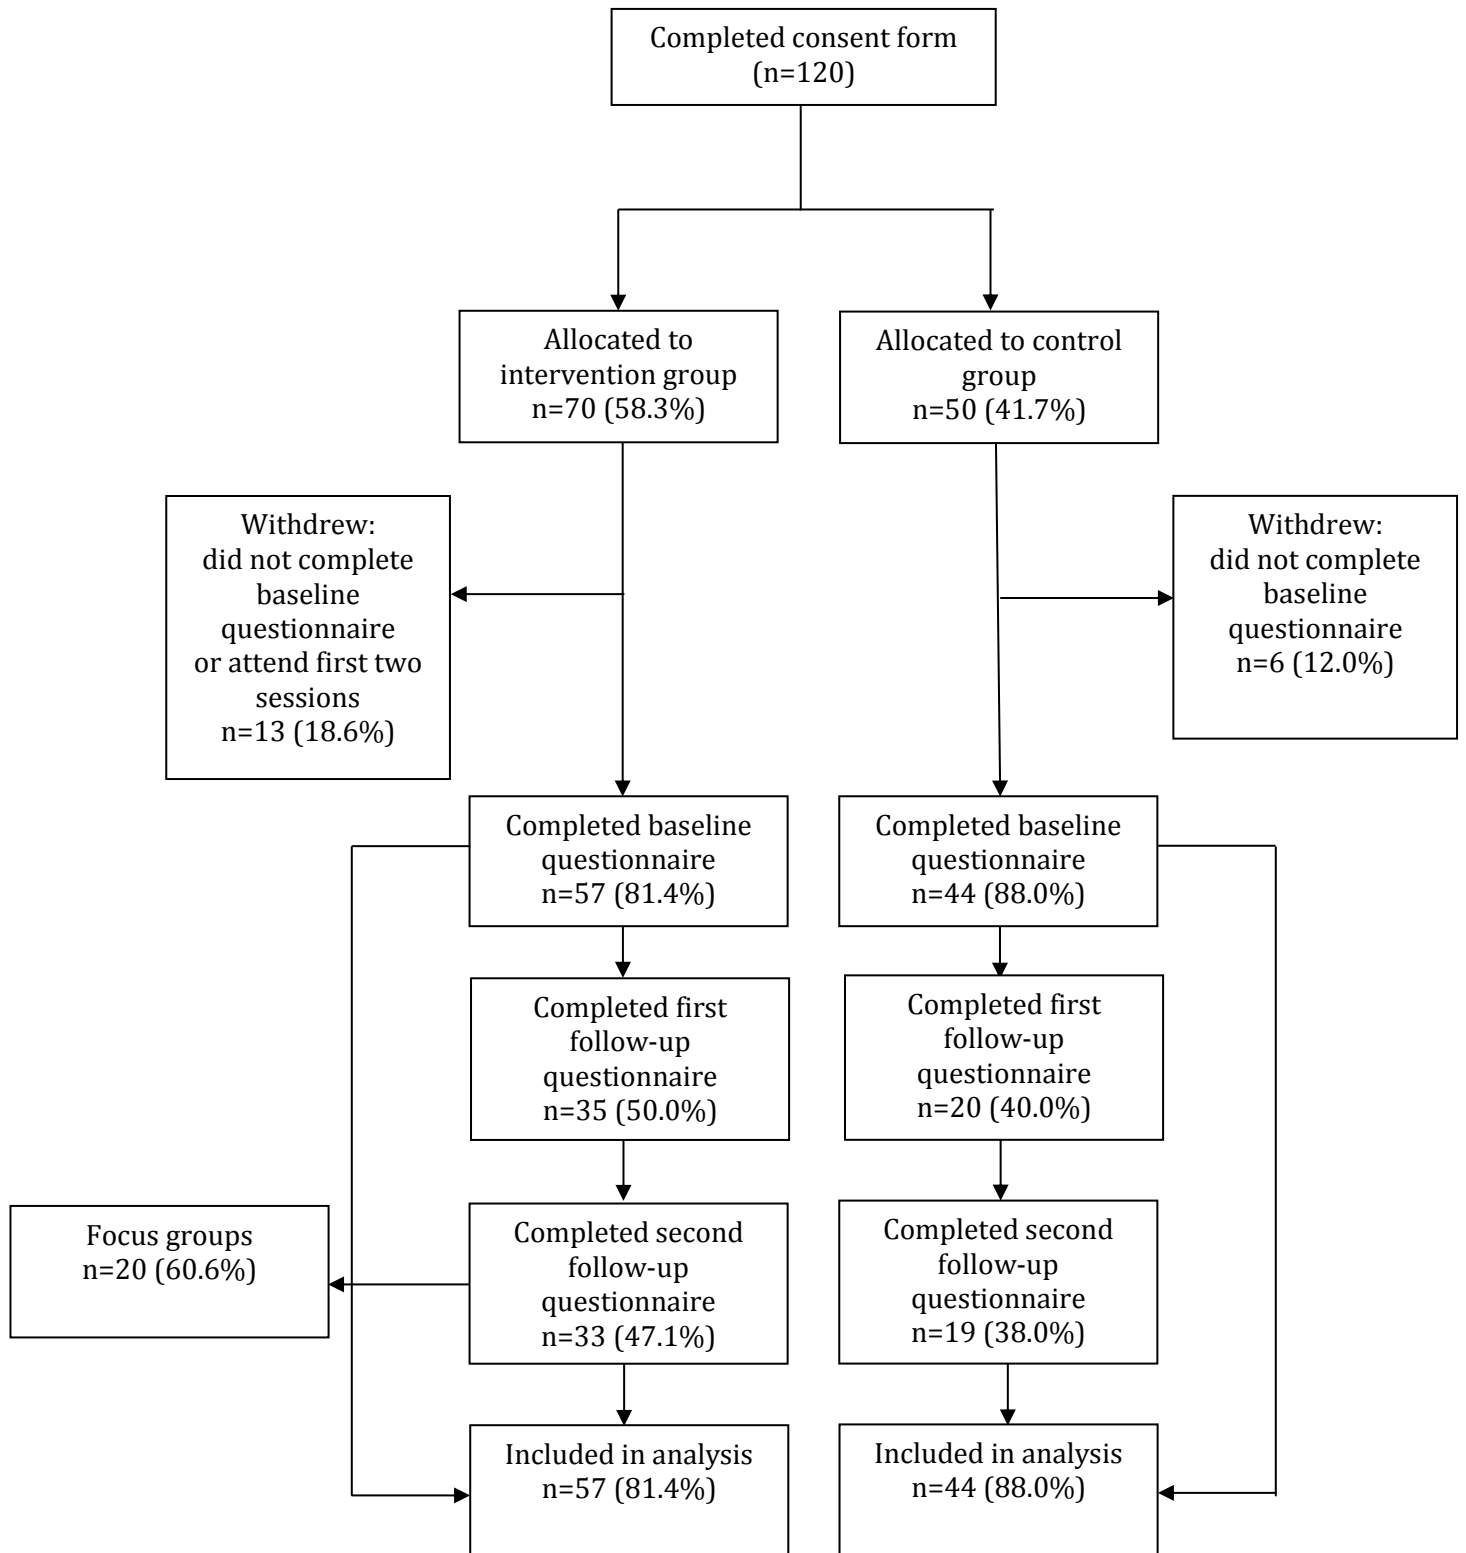 Completed consent form
(n=120)
Allocated to
intervention group
n=70 (58.3%)
Allocated to control
group
n=50 (41.7%)
Withdrew:
did not complete
baseline
questionnaire
or attend first two
sessions
n=13 (18.6%)
Withdrew:
did not complete
baseline
questionnaire
n=6 (12.0%)
Completed baseline
questionnaire
n=57 (81.4%)
Completed baseline
questionnaire
n=44 (88.0%)
Completed first
follow-up
questionnaire
n=35 (50.0%)
Completed first
follow-up
questionnaire
n=20 (40.0%)
Focus groups
n=20 (60.6%)
Completed second
follow-up
questionnaire
n=33 (47.1%)
Completed second
follow-up
questionnaire
n=19 (38.0%)
Included in analysis
n=57 (81.4%)
Included in analysis
n=44 (88.0%)